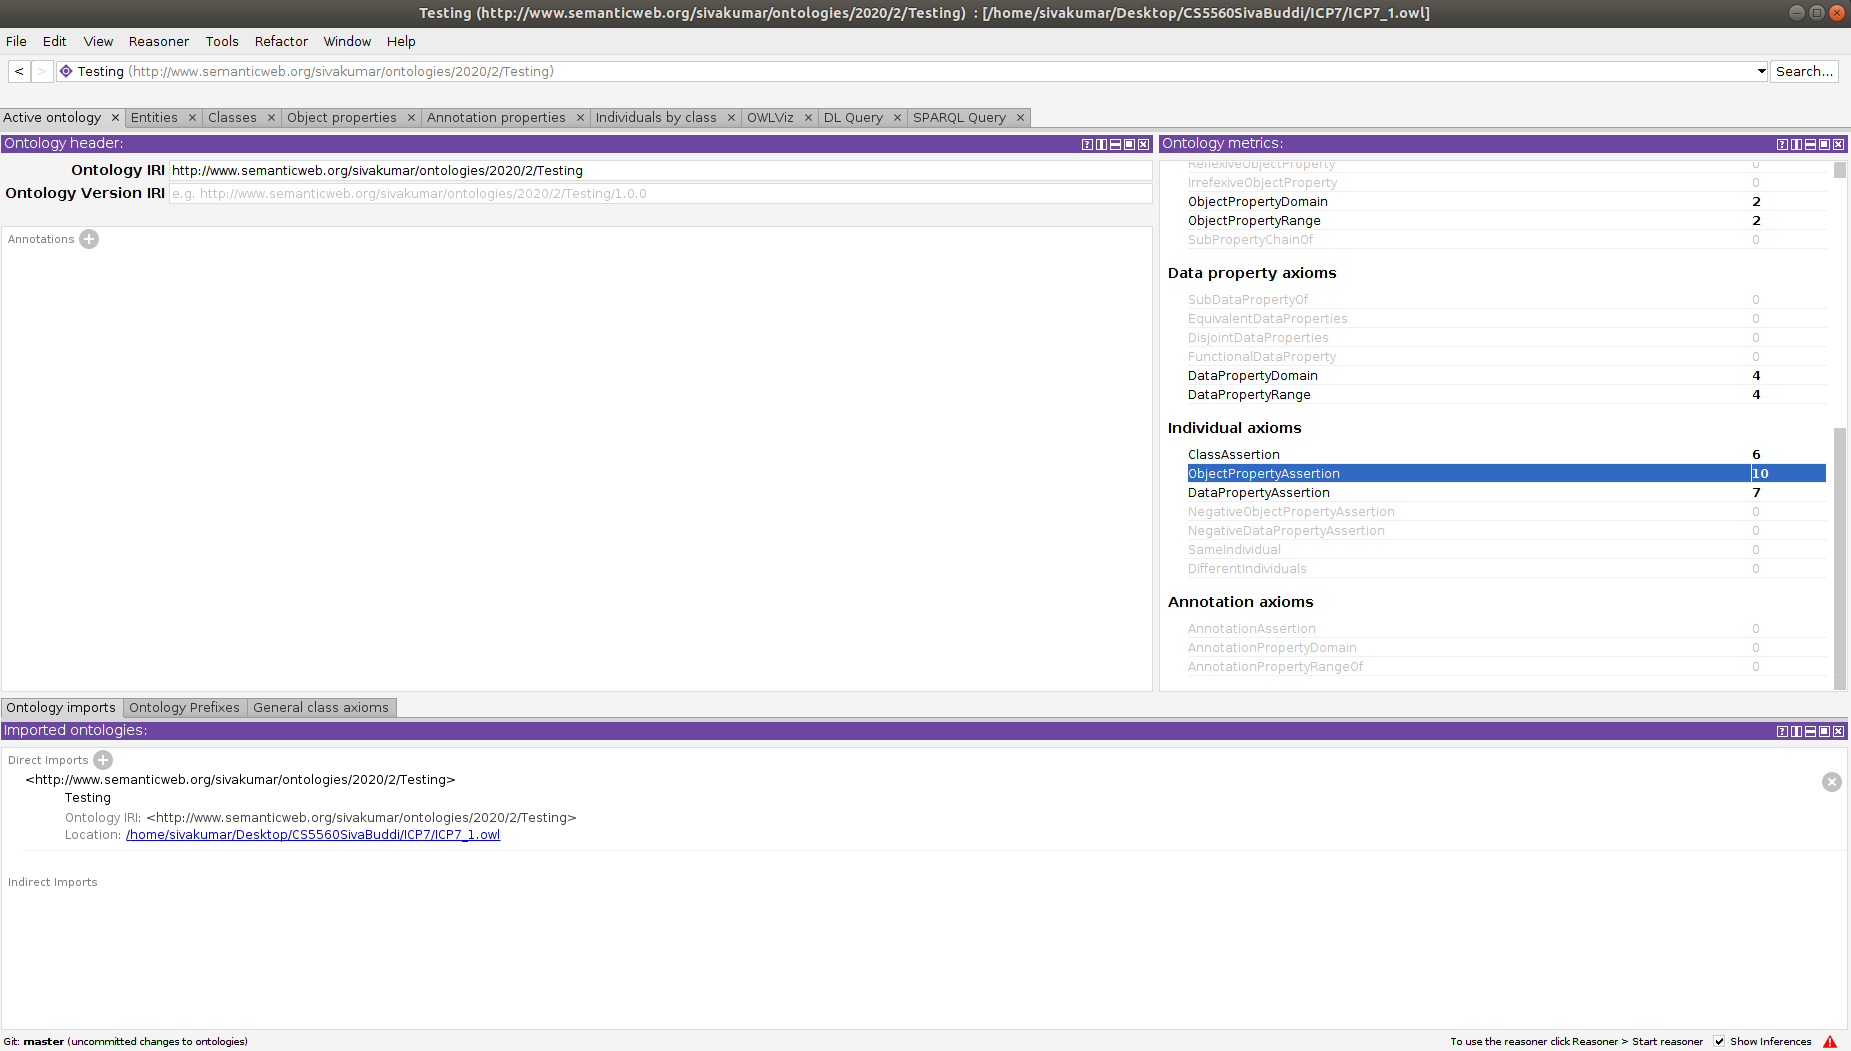 Testing (http://www.semanticweb.org/sivakumar/ontologies/2020/2/Testing) : [/home/sivakumar/Desktop/CS5560SivaBuddi/ICP7/ICP7_1.owl]
File Edit View Reasoner Tools Refactor Window Help
< > Testing (http://www.semanticweb.org/sivakumar/ontologies/2020/2/Testing) Search...
Active ontology × Entities × Classes × Object properties × Annotation properties × Individuals by class × OWLViz × DL Query × SPARQL Query ×
Ontology header:
Ontology IRI http://www.semanticweb.org/sivakumar/ontologies/2020/2/Testing
Ontology Version IRI e.g. http://www.semanticweb.org/sivakumar/ontologies/2020/2/Testing/1.0.0
Annotations
Ontology metrics:
ReflexiveObjectProperty 0
IrrefexiveObjectProperty 0
ObjectPropertyDomain 2
ObjectPropertyRange 2
SubPropertyChainOf 0
Data property axioms
SubDataPropertyOf 0
EquivalentDataProperties 0
DisjointDataProperties 0
FunctionalDataProperty 0
DataPropertyDomain 4
DataPropertyRange 4
Individual axioms
ClassAssertion 6
ObjectPropertyAssertion 10
DataPropertyAssertion 7
NegativeObjectPropertyAssertion 0
NegativeDataPropertyAssertion 0
SameIndividual 0
DifferentIndividuals 0
Annotation axioms
AnnotationAssertion 0
AnnotationPropertyDomain 0
AnnotationPropertyRangeOf 0
Ontology imports Ontology Prefixes General class axioms
Imported ontologies:
Direct Imports
<http://www.semanticweb.org/sivakumar/ontologies/2020/2/Testing>
Testing
Ontology IRI: <http://www.semanticweb.org/sivakumar/ontologies/2020/2/Testing>
Location: /home/sivakumar/Desktop/CS5560SivaBuddi/ICP7/ICP7_1.owl
Indirect Imports
Git: master (uncommitted changes to ontologies)
To use the reasoner click Reasoner > Start reasoner Show Inferences